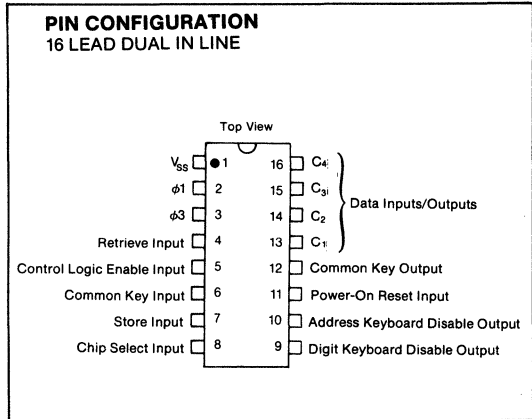 PIN CONFIGURATION
16 LEAD DUAL IN LINE
Top View
V_SS 1 16 C4
ϕ1 2 15 C3
ϕ3 3 14 C2
Data Inputs/Outputs
Retrieve Input 4 13 C1
Control Logic Enable Input 5 12 Common Key Output
Common Key Input 6 11 Power-On Reset Input
Store Input 7 10 Address Keyboard Disable Output
Chip Select Input 8 9 Digit Keyboard Disable Output